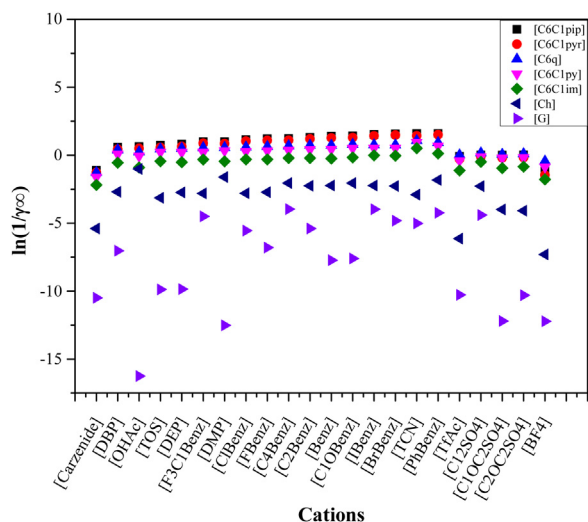 10
5
0
-5
-10
-15
ln(1/γ∞)
[C6C1pip]
[C6C1pyr]
[C6q]
[C6C1py]
[C6C1im]
[Ch]
[G]
[Carzenide]
[DBP]
[OHAc]
[TOS]
[DEP]
[F3C1Benz]
[DMP]
[ClBenz]
[FBenz]
[C4Benz]
[C2Benz]
[Benz]
[C1OBenz]
[IBenz]
[BrBenz]
[TCN]
[PhBenz]
[TfAc]
[C12SO4]
[C1OC2SO4]
[C2OC2SO4]
[BF4]
Cations